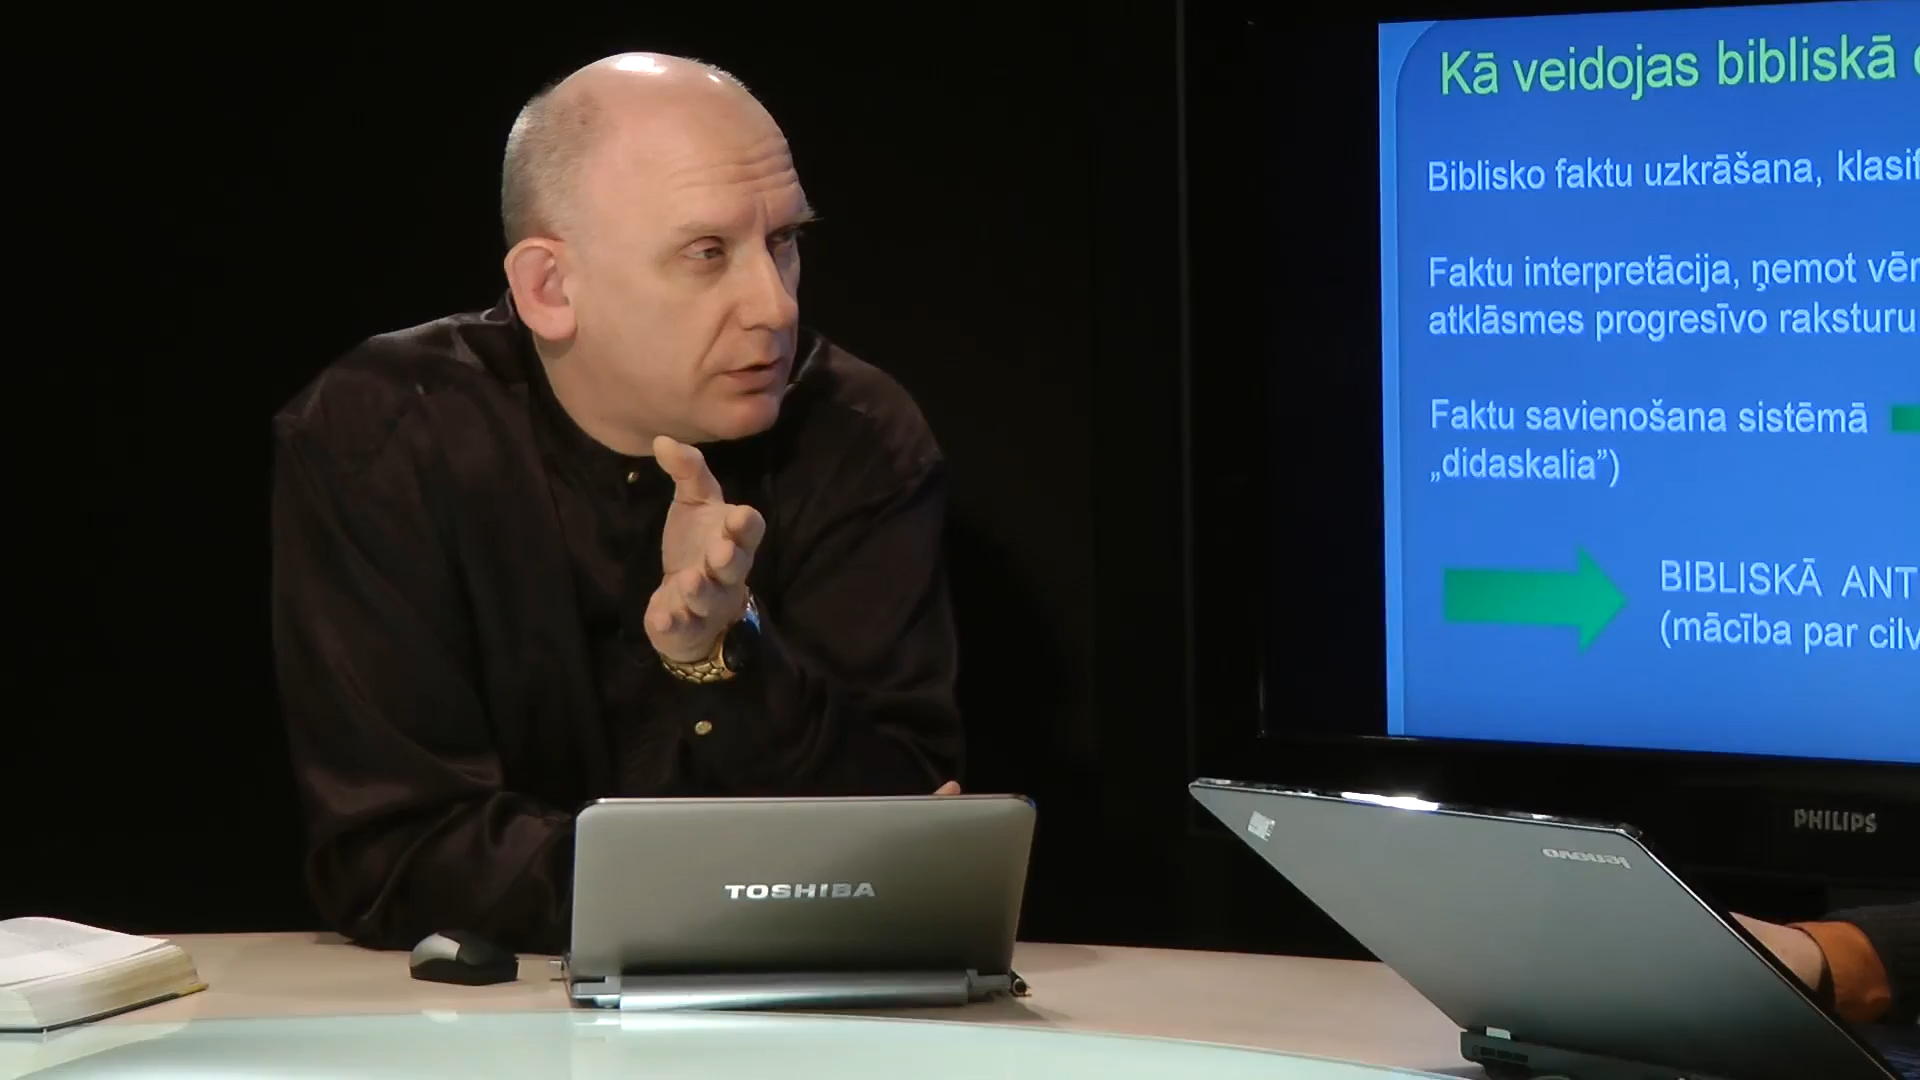 Kā veidojas bibliskā
Biblisko faktu uzkrāšana, klasif
Faktu interpretācija, ņemot vēr
atklāsmes progresīvo raksturu
Faktu savienošana sistēmā
„didaskalia”)
BIBLISKĀ ANT
(mācība par cilv
PHILIPS
lenovo
TOSHIBA